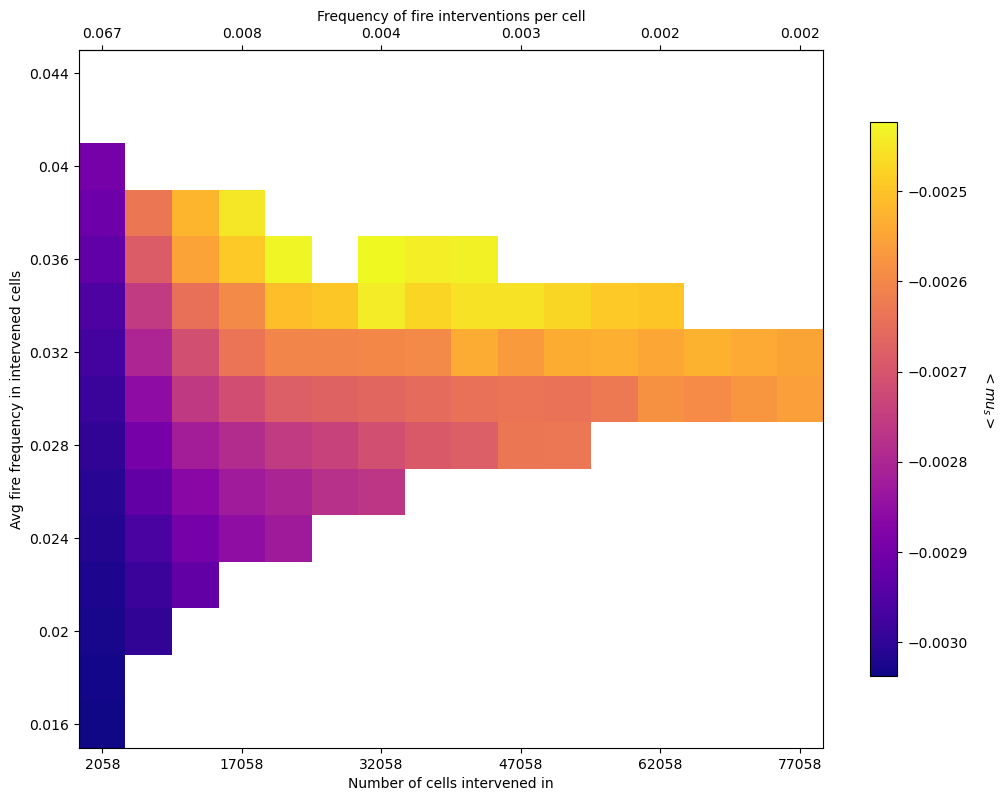 Frequency of fire interventions per cell
0.067 0.008 0.004 0.003 0.002 0.002
Avg fire frequency in intervened cells
0.044
0.04
0.036
0.032
0.028
0.024
0.02
0.016
2058 17058 32058 47058 62058 77058
Number of cells intervened in
−0.0025
−0.0026
−0.0027
−0.0028
−0.0029
−0.0030
< mu_s >